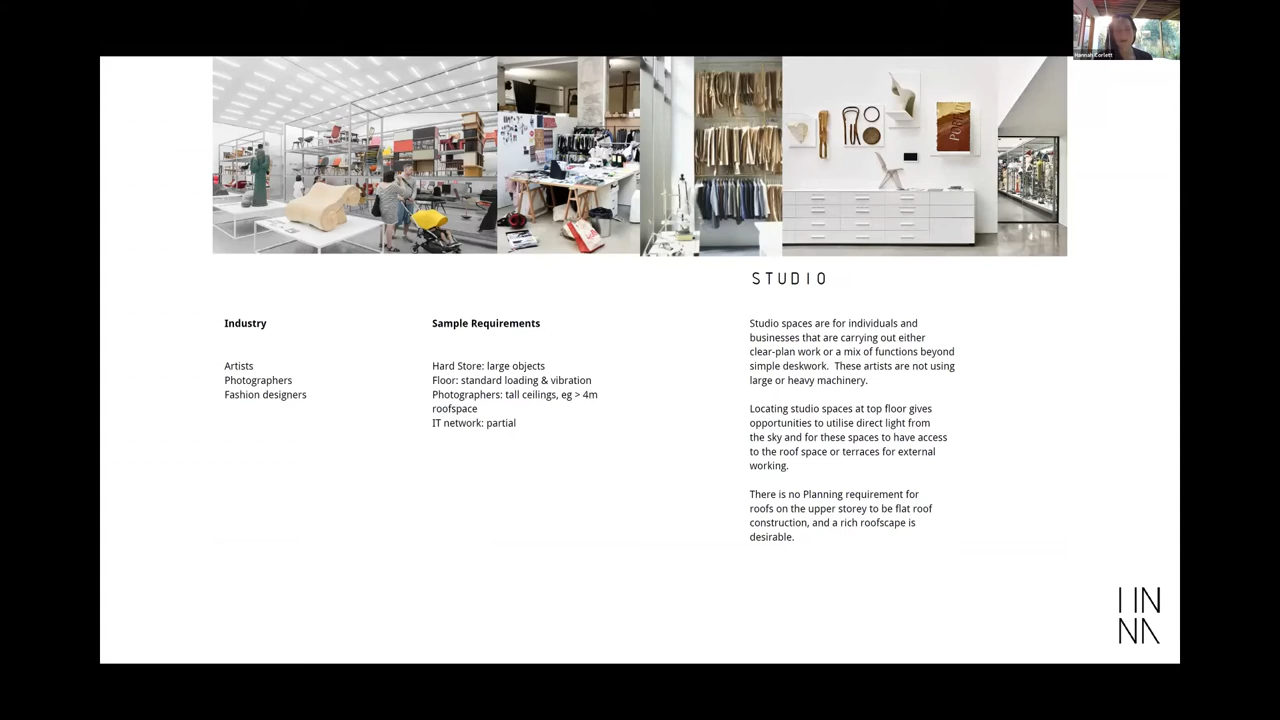 Hannah Corlett
PORTUGAL
STUDIO
Industry
Artists
Photographers
Fashion designers
Sample Requirements
Hard Store: large objects
Floor: standard loading & vibration
Photographers: tall ceilings, eg > 4m
roofspace
IT network: partial
Studio spaces are for individuals and
businesses that are carrying out either
clear-plan work or a mix of functions beyond
simple deskwork.  These artists are not using
large or heavy machinery.
Locating studio spaces at top floor gives
opportunities to utilise direct light from
the sky and for these spaces to have access
to the roof space or terraces for external
working.
There is no Planning requirement for
roofs on the upper storey to be flat roof
construction, and a rich roofscape is
desirable.
HN
NA